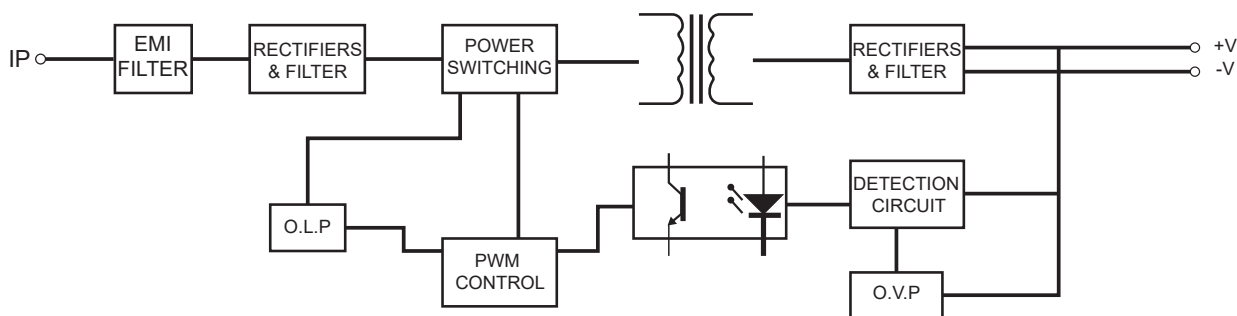 IP
EMI
FILTER
RECTIFIERS
& FILTER
POWER
SWITCHING
RECTIFIERS
& FILTER
+V
-V
O.L.P
PWM
CONTROL
DETECTION
CIRCUIT
O.V.P